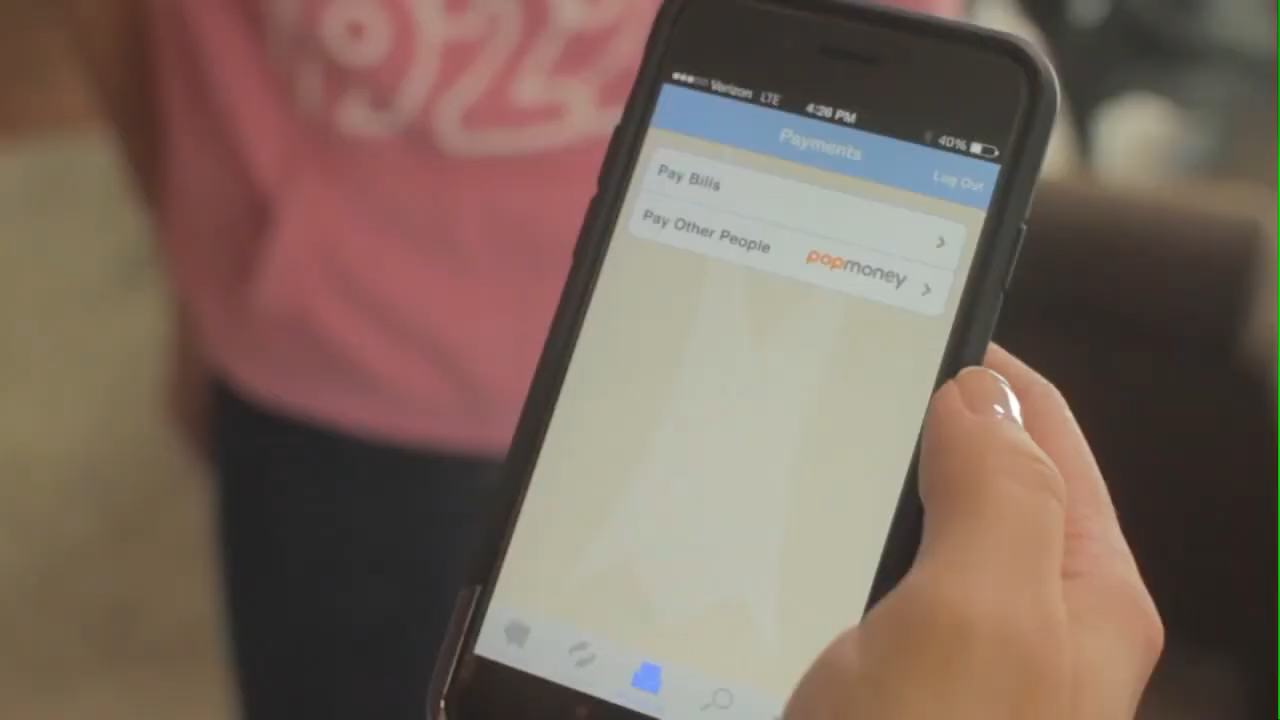 Verizon LTE 4:26 PM 40%
Payments
Log Out
Pay Bills
Pay Other People popmoney